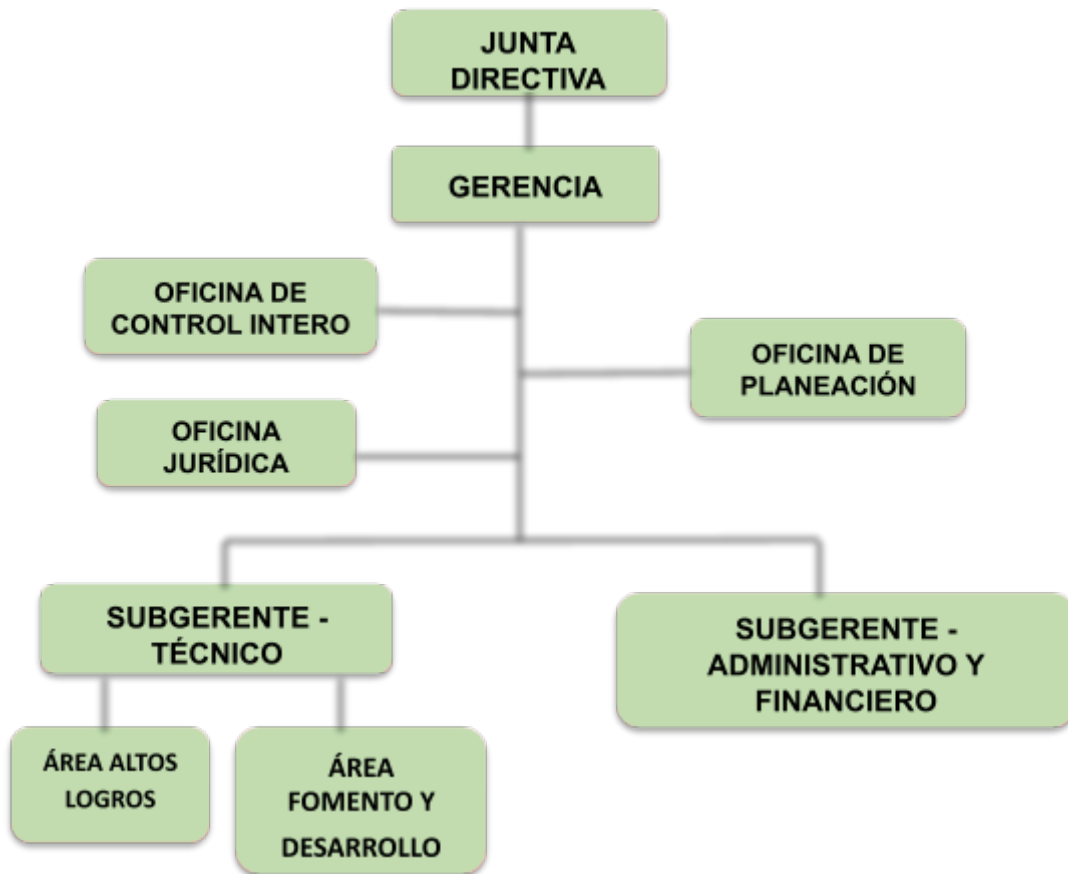 JUNTA
DIRECTIVA
GERENCIA
OFICINA DE
CONTROL INTERO
OFICINA DE
PLANEACIÓN
OFICINA
JURÍDICA
SUBGERENTE -
TÉCNICO
SUBGERENTE -
ADMINISTRATIVO Y
FINANCIERO
ÁREA ALTOS
LOGROS
ÁREA
FOMENTO Y
DESARROLLO